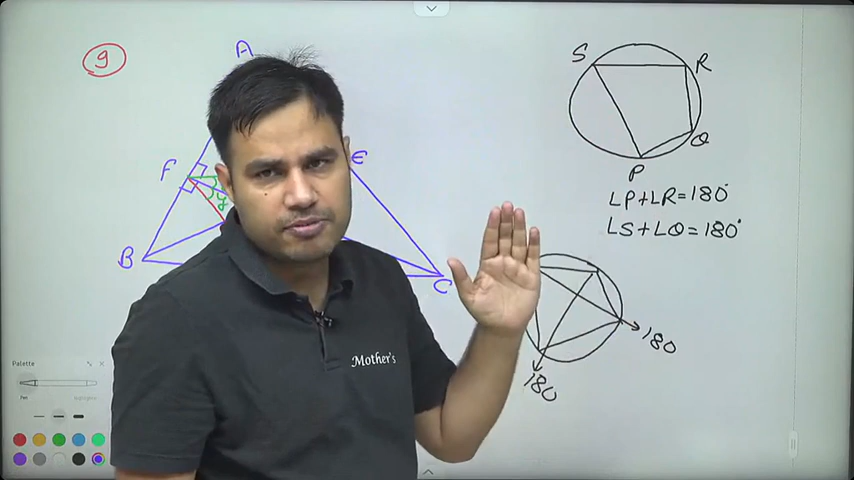 9
A
F
E
y
B
C
S
R
Q
P
LP+LR=180°
LS+LQ=180°
180
180
Mother's
Palette